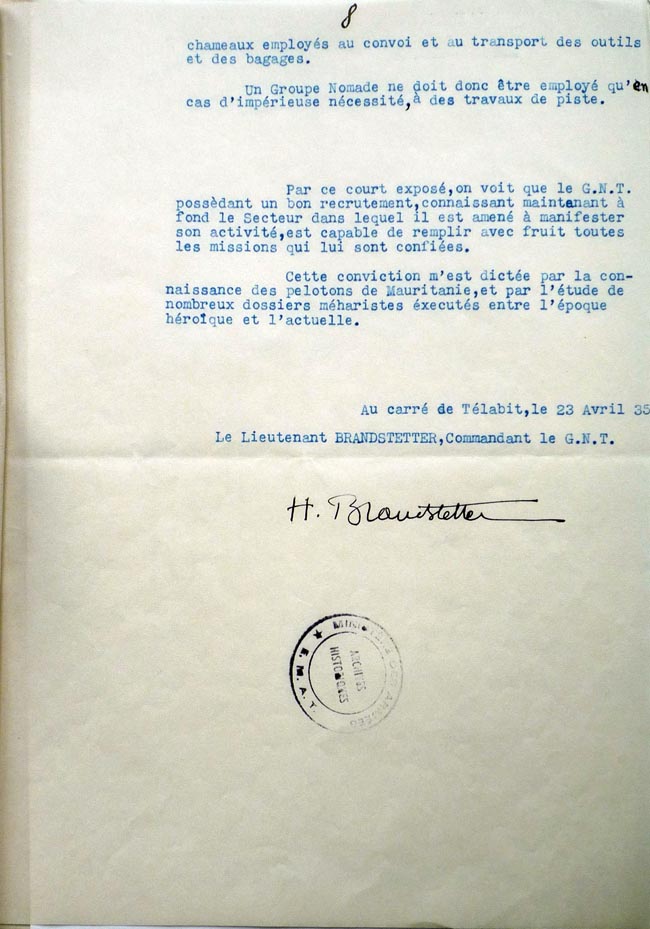 8
chameaux employés au convoi et au transport des outils
et des bagages.
Un Groupe Nomade ne doit donc être employé qu'en
cas d'impérieuse nécessité,à des travaux de piste.
Par ce court exposé,on voit que le G.N.T.
possèdant un bon recrutement,connaissant maintenant à
fond le Secteur dans lequel il est amené à manifester
son activité,est capable de remplir avec fruit toutes
les missions qui lui sont confiées.
Cette conviction m'est dictée par la con-
naissance des pelotons de Mauritanie,et par l'étude de
nombreux dossiers méharistes éxecutés entre l'époque
héroïque et l'actuelle.
Au carré de Télabit,le 23 Avril 35
Le Lieutenant BRANDSTETTER,Commandant le G.N.T.
H. Brandstetter
★ MINISTERE DES ARMEES
E. M. A. T.
ARCHIVES
HISTORIQUES